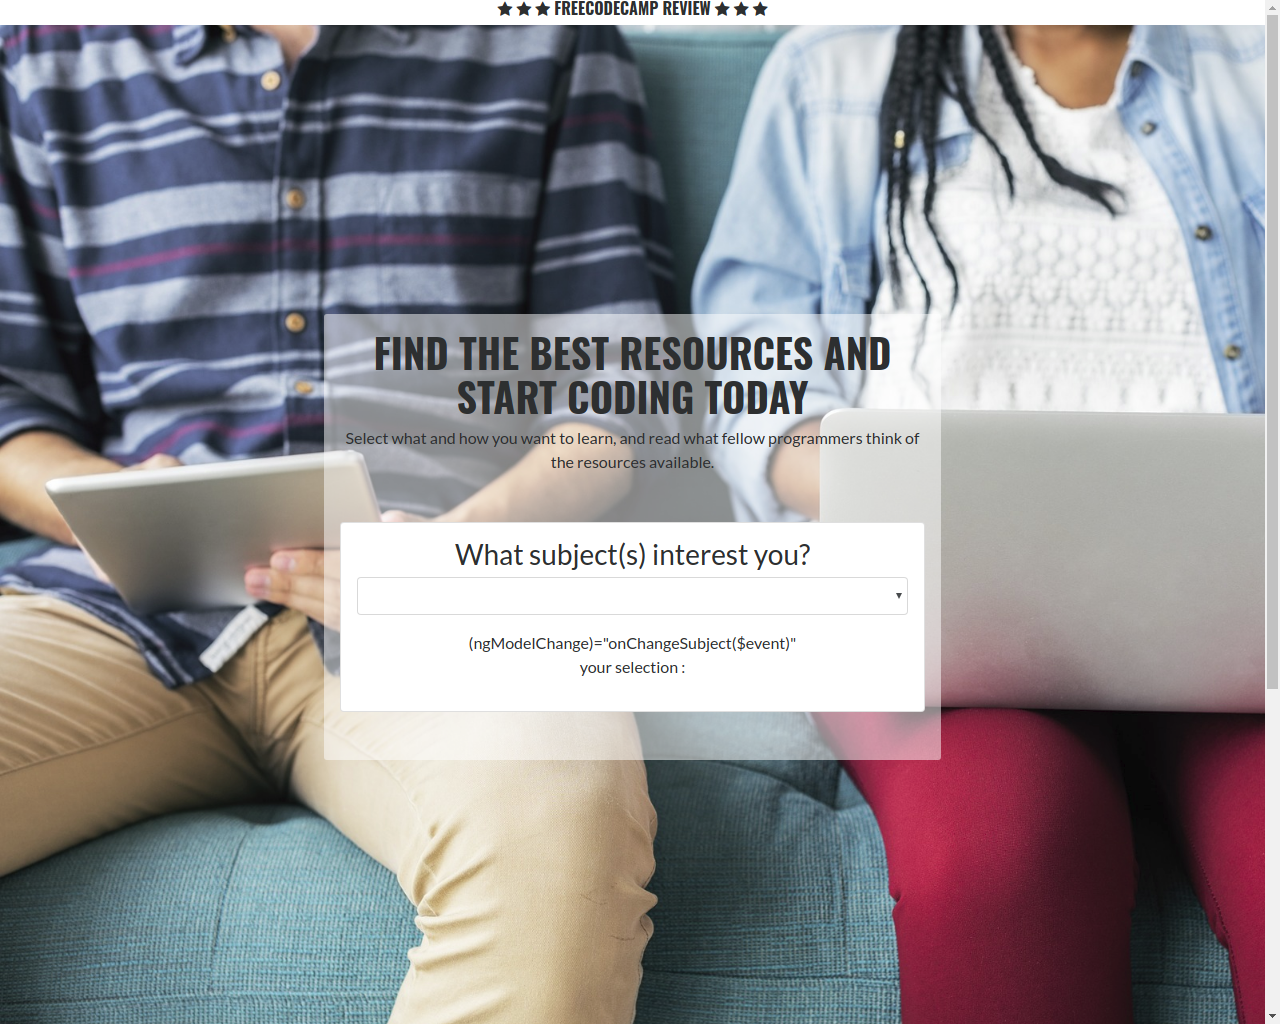 ★ ★ ★ FREECODECAMP REVIEW ★ ★ ★
FIND THE BEST RESOURCES AND
START CODING TODAY
Select what and how you want to learn, and read what fellow programmers think of
the resources available.
What subject(s) interest you?
(ngModelChange)="onChangeSubject($event)"
your selection :